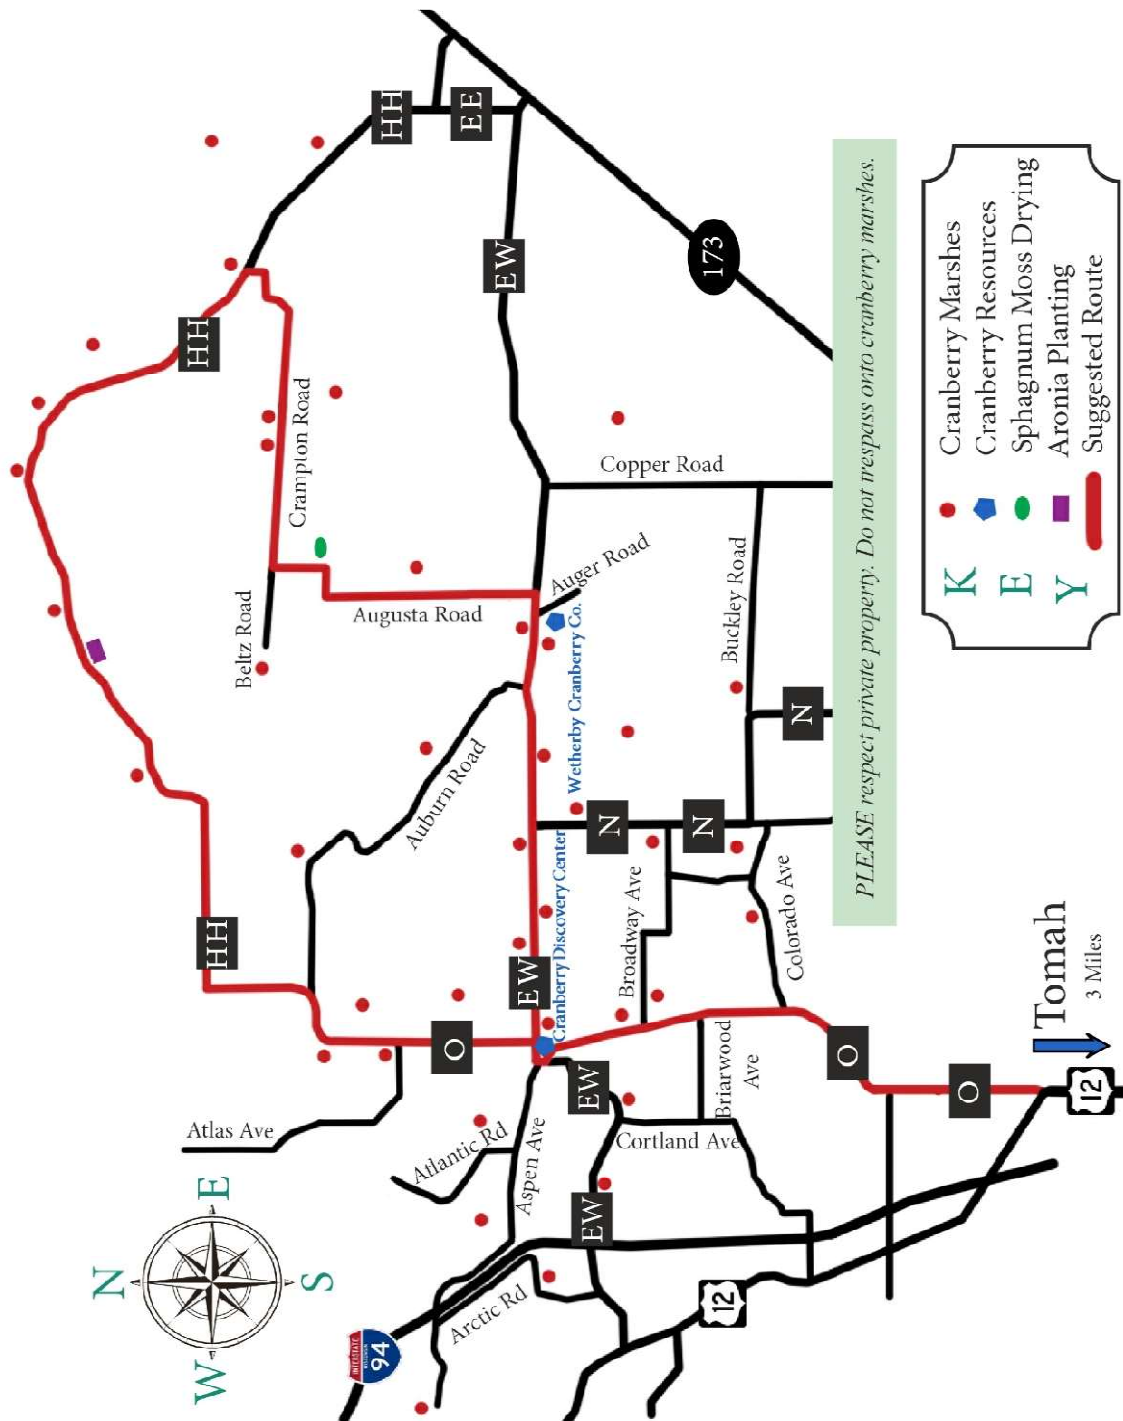 N
W
E
S
INTERSTATE
94
Atlas Ave
HH
HH
HH
EE
Beltz Road
Crampton Road
Augusta Road
Auburn Road
O
Atlantic Rd
Aspen Ave
Arctic Rd
EW
EW
EW
EW
Cranberry Discovery Center
Wetherby Cranberry Co.
Auger Road
Copper Road
173
Cortland Ave
Briarwood
Ave
Broadway Ave
N
N
N
Buckley Road
Colorado Ave
12
O
O
12
Tomah
3 Miles
PLEASE respect private property. Do not trespass onto cranberry marshes.
K
E
Y
Cranberry Marshes
Cranberry Resources
Sphagnum Moss Drying
Aronia Planting
Suggested Route